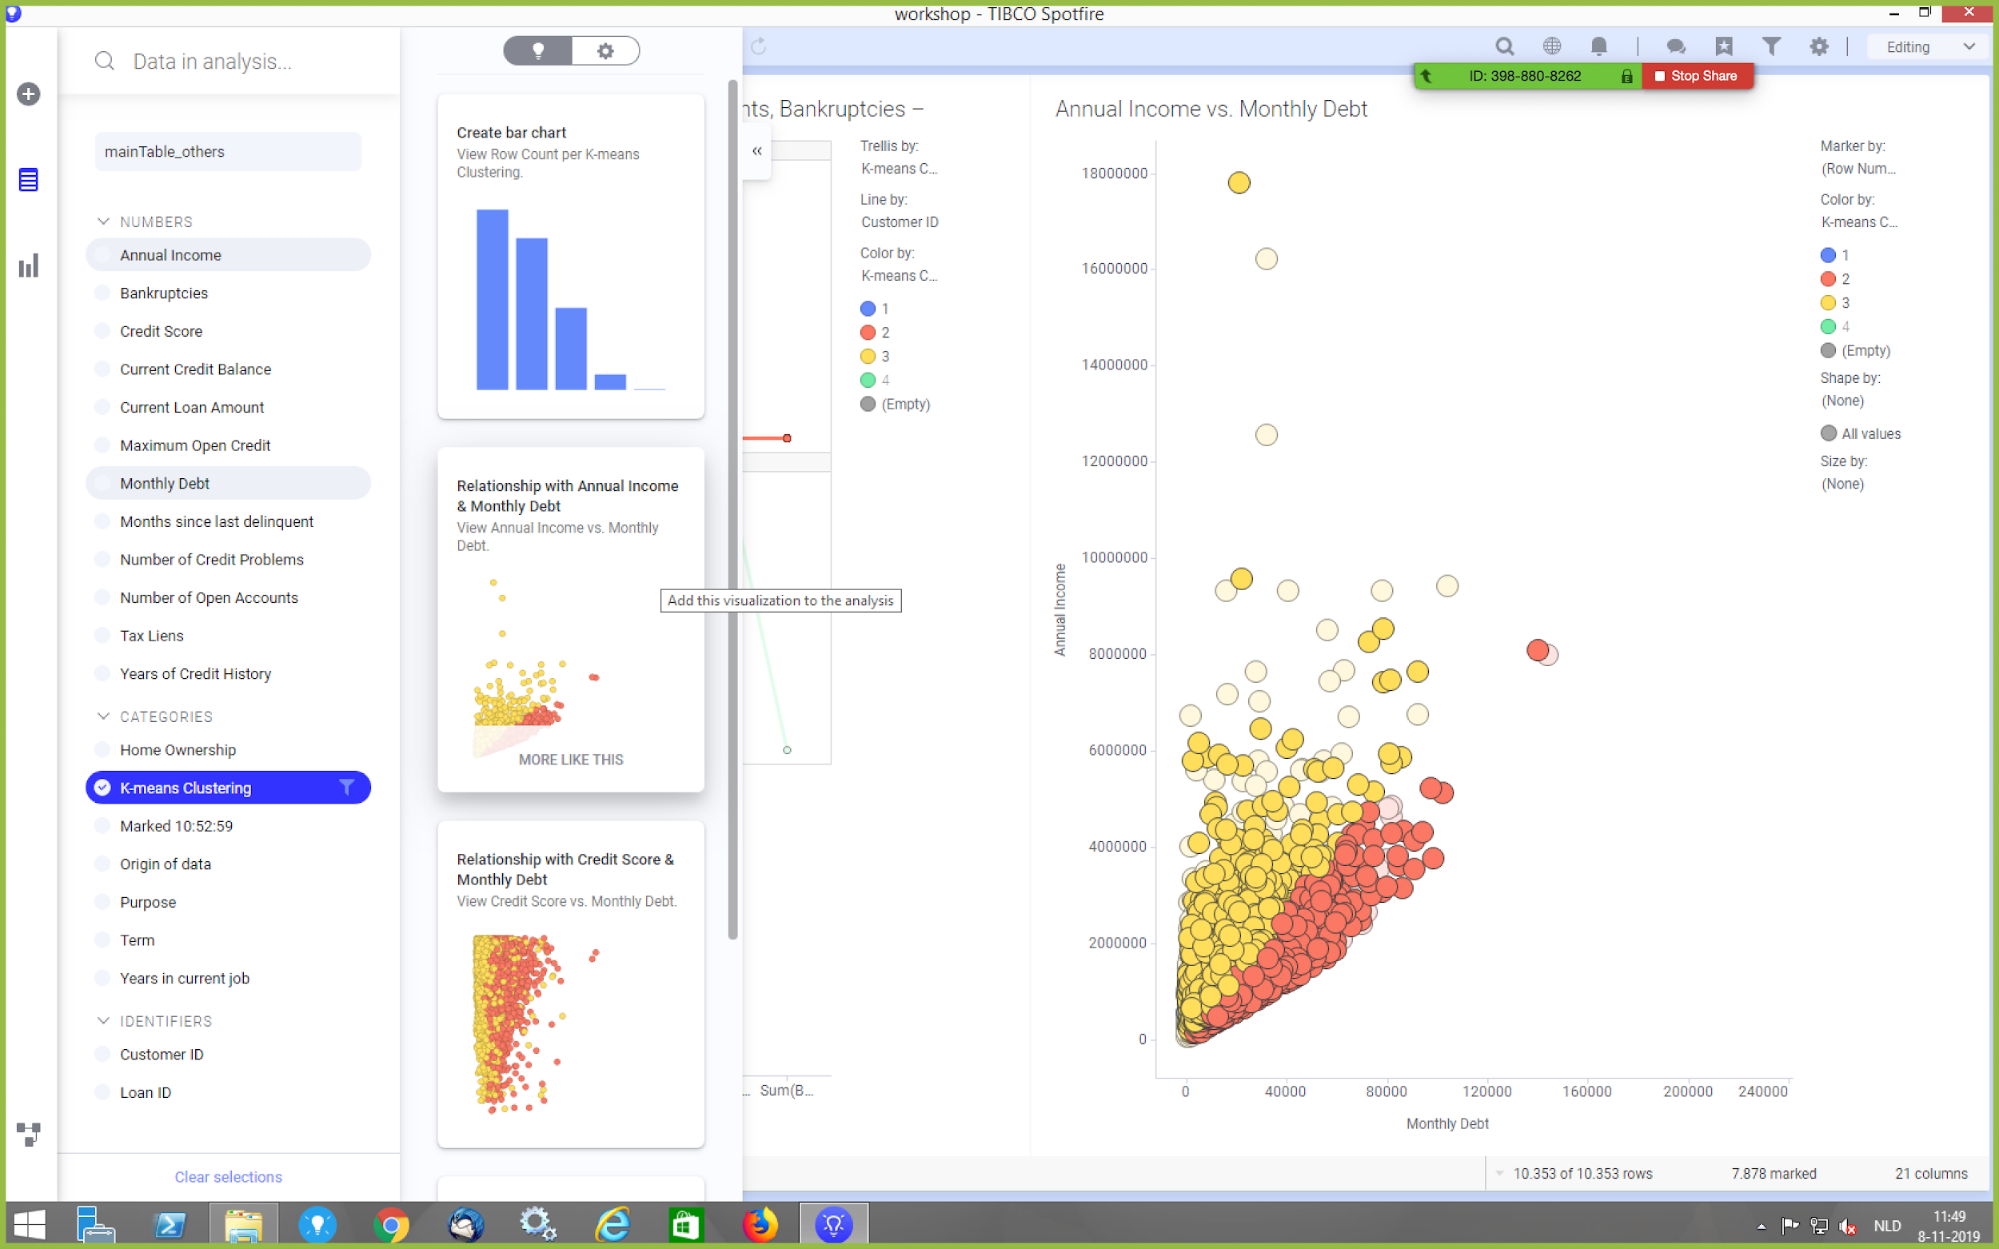 workshop - TIBCO Spotfire
Data in analysis...
Editing
ID: 398-880-8262
Stop Share
mainTable_others
NUMBERS
Annual Income
Bankruptcies
Credit Score
Current Credit Balance
Current Loan Amount
Maximum Open Credit
Monthly Debt
Months since last delinquent
Number of Credit Problems
Number of Open Accounts
Tax Liens
Years of Credit History
CATEGORIES
Home Ownership
K-means Clustering
Marked 10:52:59
Origin of data
Purpose
Term
Years in current job
IDENTIFIERS
Customer ID
Loan ID
Clear selections
Create bar chart
View Row Count per K-means
Clustering.
Relationship with Annual Income
& Monthly Debt
View Annual Income vs. Monthly
Debt.
MORE LIKE THIS
Add this visualization to the analysis
Relationship with Credit Score &
Monthly Debt
View Credit Score vs. Monthly Debt.
nts, Bankruptcies –
«
Trellis by:
K-means C...
Line by:
Customer ID
Color by:
K-means C...
1
2
3
4
(Empty)
... Sum(B...
Annual Income vs. Monthly Debt
18000000
16000000
14000000
12000000
10000000
8000000
6000000
4000000
2000000
0
Annual Income
0 40000 80000 120000 160000 200000 240000
Monthly Debt
Marker by:
(Row Num...
Color by:
K-means C...
1
2
3
4
(Empty)
Shape by:
(None)
All values
Size by:
(None)
10.353 of 10.353 rows 7.878 marked 21 columns
NLD
11:49
8-11-2019